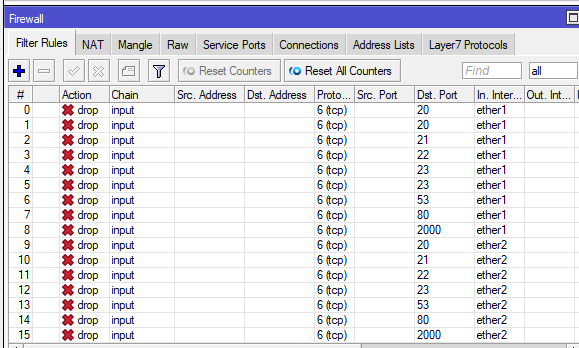 Firewall
Filter Rules NAT Mangle Raw Service Ports Connections Address Lists Layer7 Protocols
Reset Counters Reset All Counters Find all
# Action Chain Src. Address Dst. Address Proto... Src. Port Dst. Port In. Inter... Out. Int...
0 drop input 6 (tcp) 20 ether1
1 drop input 6 (tcp) 20 ether1
2 drop input 6 (tcp) 21 ether1
3 drop input 6 (tcp) 22 ether1
4 drop input 6 (tcp) 23 ether1
5 drop input 6 (tcp) 23 ether1
6 drop input 6 (tcp) 53 ether1
7 drop input 6 (tcp) 80 ether1
8 drop input 6 (tcp) 2000 ether1
9 drop input 6 (tcp) 20 ether2
10 drop input 6 (tcp) 21 ether2
11 drop input 6 (tcp) 22 ether2
12 drop input 6 (tcp) 23 ether2
13 drop input 6 (tcp) 53 ether2
14 drop input 6 (tcp) 80 ether2
15 drop input 6 (tcp) 2000 ether2